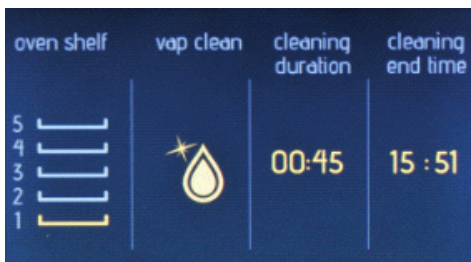 oven shelf
vap clean
cleaning
duration
cleaning
end time
5
4
3
2
1
00:45
15 : 51